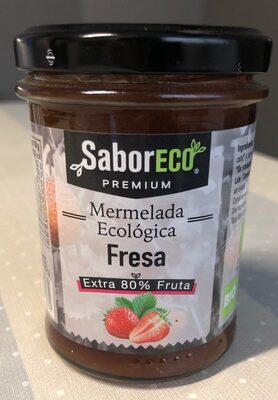 SaborEco®
PREMIUM
Mermelada
Ecológica
Fresa
Extra 80% Fruta